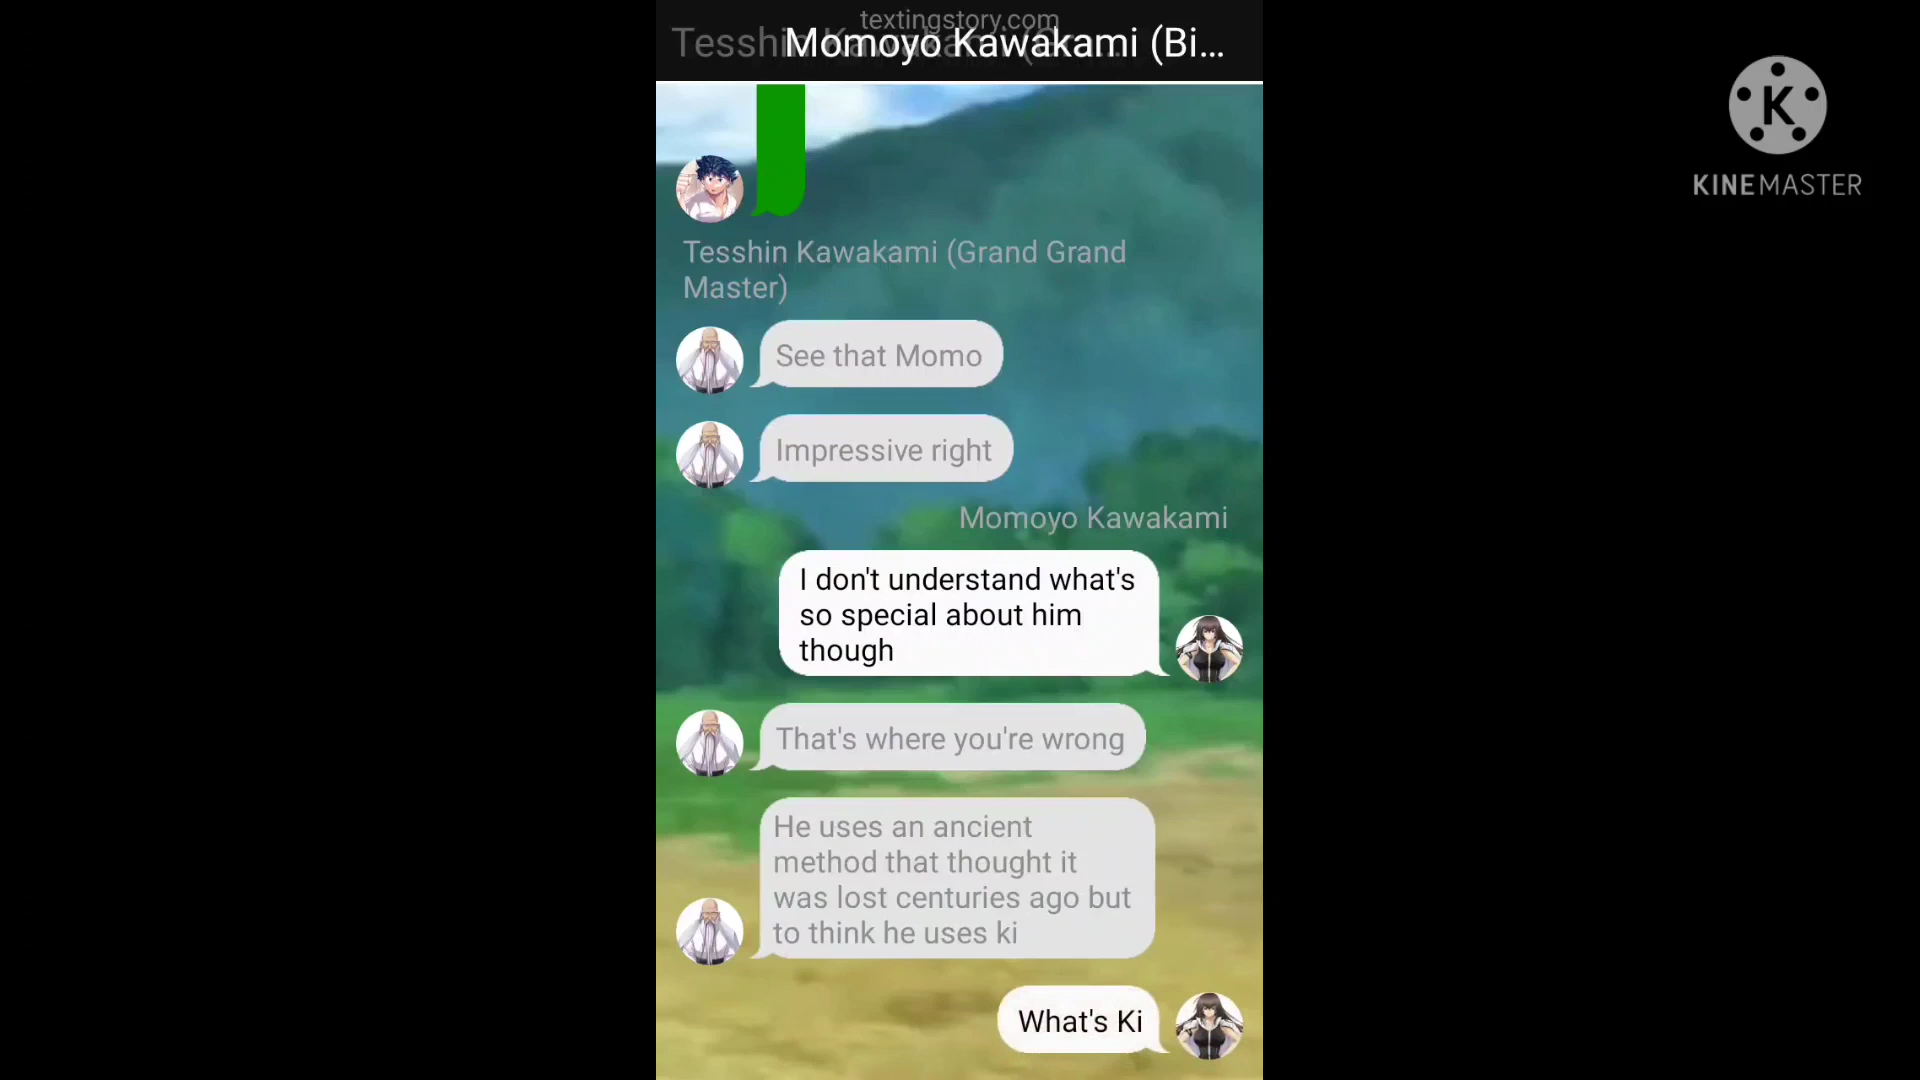 textingstory.com
Momoyo Kawakami (Bi...
Tesshin Kawakami (Grand Grand
Master)
See that Momo
Impressive right
Momoyo Kawakami
I don't understand what's
so special about him
though
That's where you're wrong
He uses an ancient
method that thought it
was lost centuries ago but
to think he uses ki
What's Ki
K
KINEMASTER